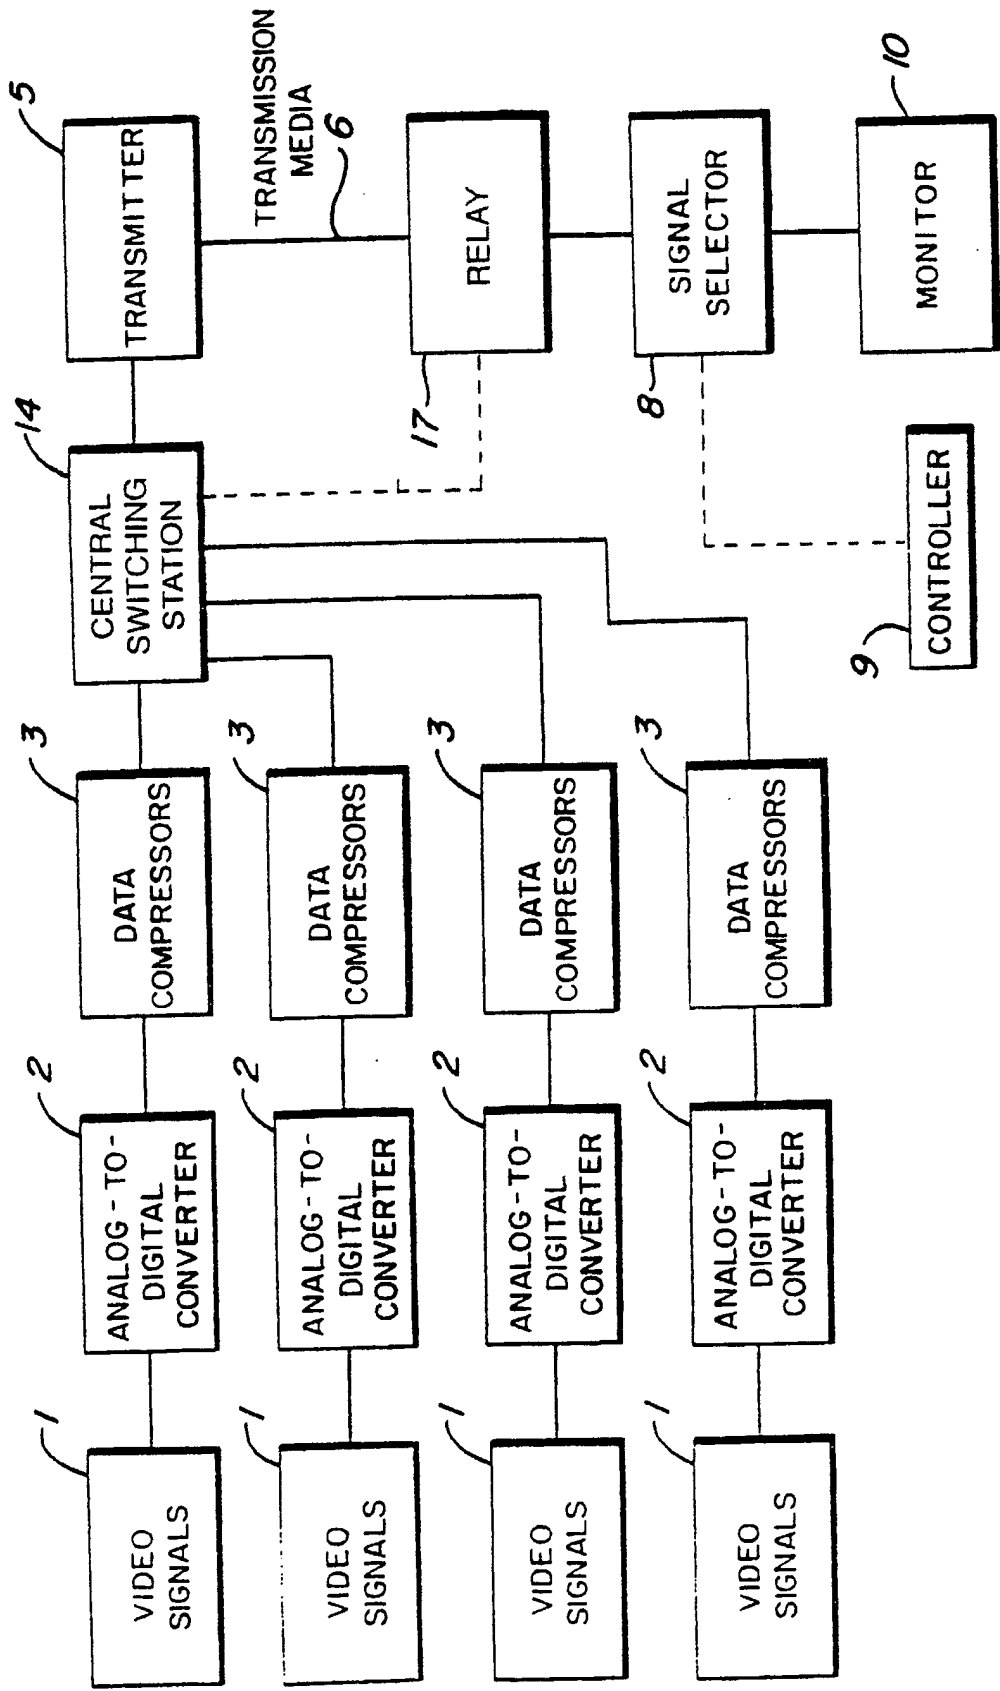 3
14
5
VIDEO
SIGNALS
1
ANALOG-TO-
DIGITAL
CONVERTER
2
DATA
COMPRESSORS
CENTRAL
SWITCHING
STATION
TRANSMITTER
TRANSMISSION
MEDIA
6
VIDEO
SIGNALS
1
ANALOG-TO-
DIGITAL
CONVERTER
2
DATA
COMPRESSORS
3
17
RELAY
VIDEO
SIGNALS
1
ANALOG-TO-
DIGITAL
CONVERTER
2
DATA
COMPRESSORS
3
8
SIGNAL
SELECTOR
VIDEO
SIGNALS
1
ANALOG-TO-
DIGITAL
CONVERTER
2
DATA
COMPRESSORS
3
9
CONTROLLER
10
MONITOR